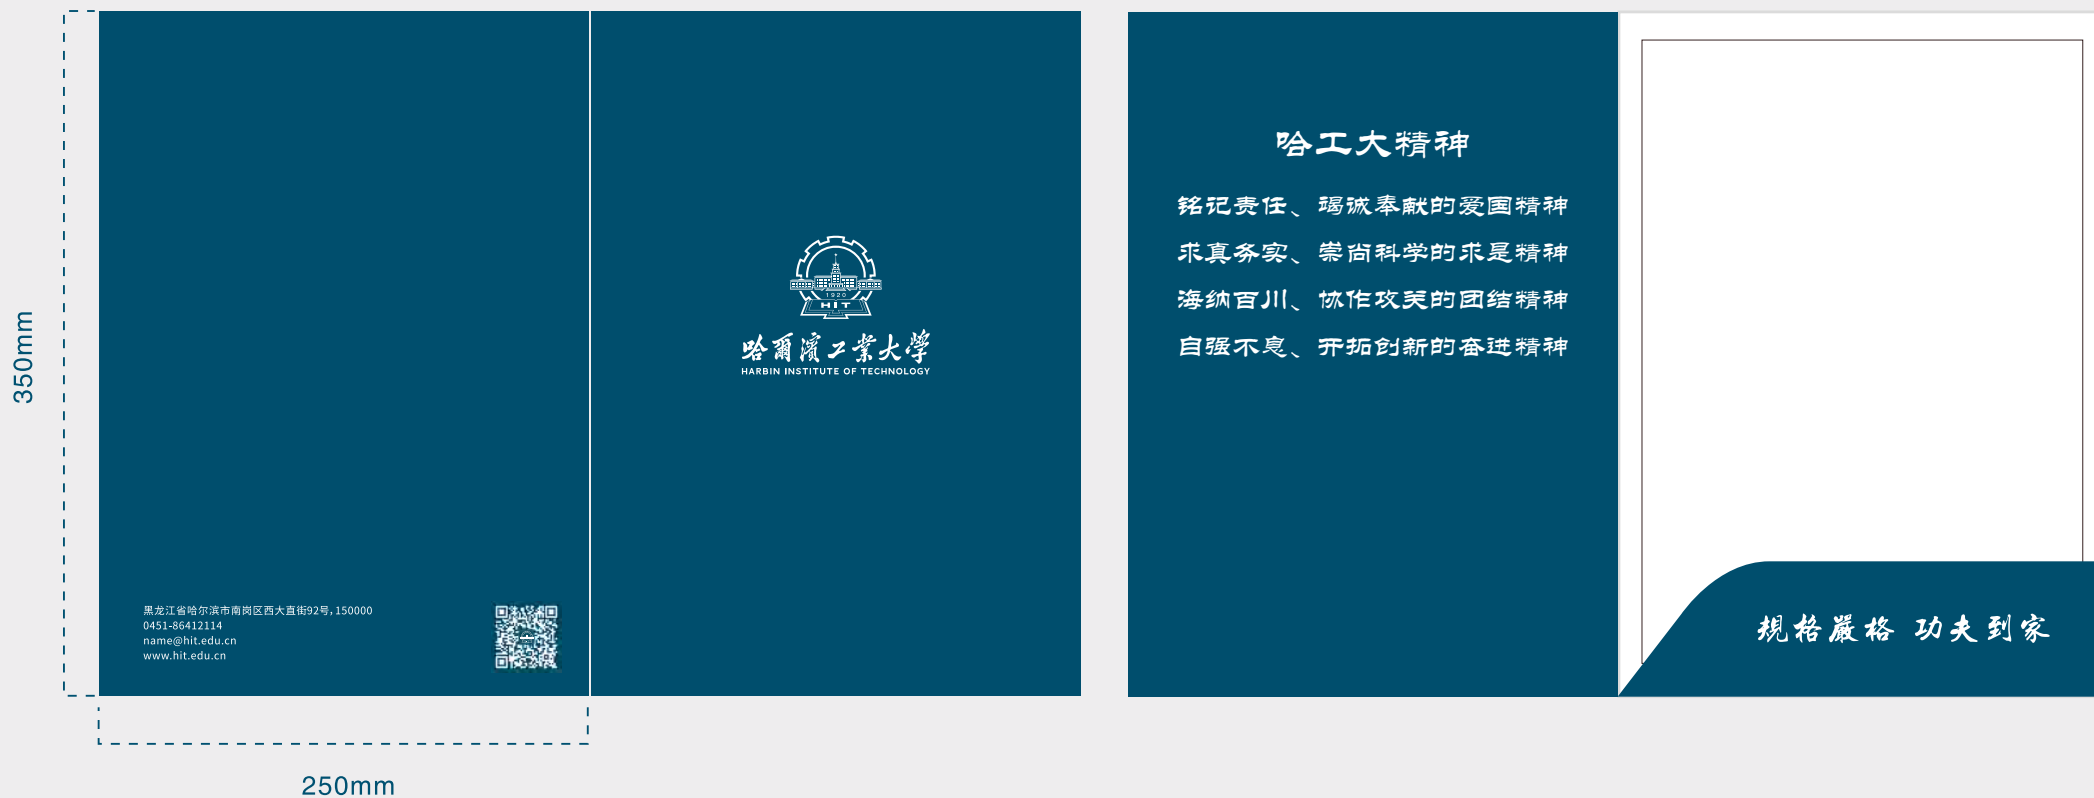 350mm
黑龙江省哈尔滨市南岗区西大直街92号，150000
0451-86412114
name@hit.edu.cn
www.hit.edu.cn
250mm
1920
HIT
哈爾濱工業大學
HARBIN INSTITUTE OF TECHNOLOGY
哈工大精神
铭记责任、竭诚奉献的爱国精神
求真务实、崇尚科学的求是精神
海纳百川、协作攻关的团结精神
自强不息、开拓创新的奋进精神
規格嚴格 功夫到家